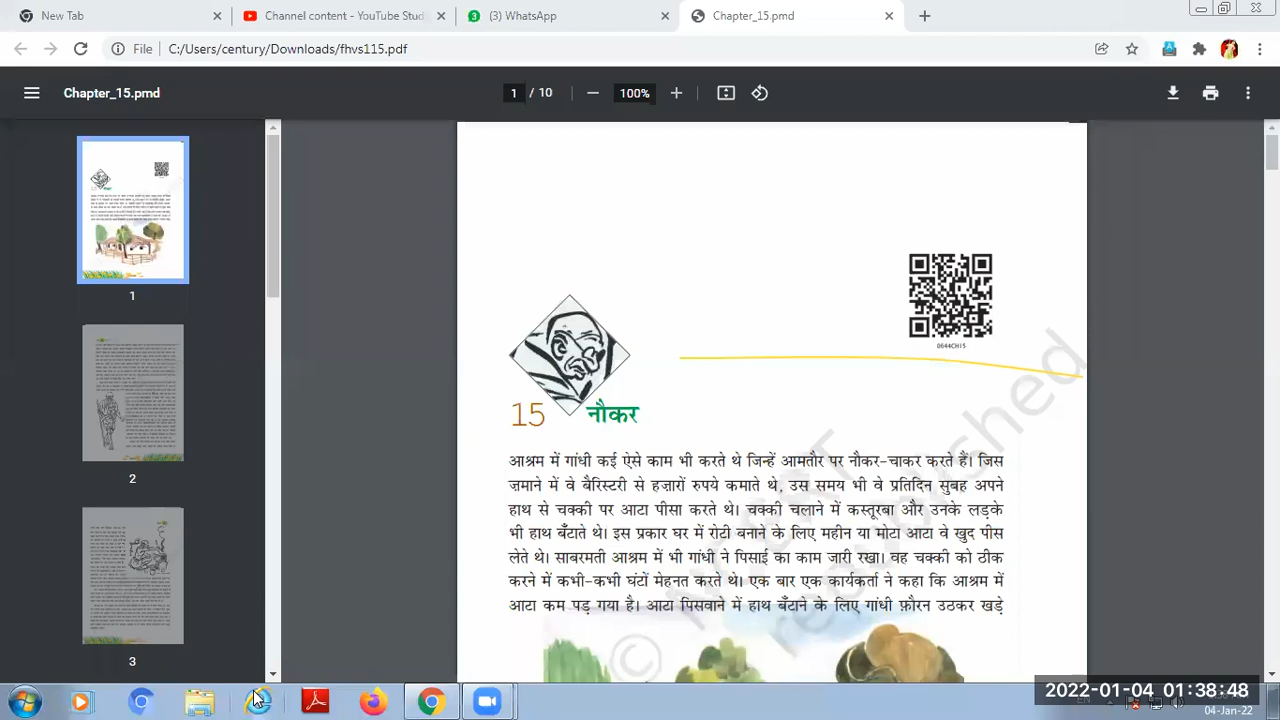 New Tab
Channel content - YouTube Stud
(3) WhatsApp
Chapter_15.pmd
File C:/Users/century/Downloads/fhvs115.pdf
Chapter_15.pmd
1 / 10
100%
1
2
3
0644CH15
15 नौकर
आश्रम में गांधी कई ऐसे काम भी करते थे जिन्हें आमतौर पर नौकर-चाकर करते हैं। जिस
ज़माने में वे बैरिस्टरी से हज़ारों रुपये कमाते थे, उस समय भी वे प्रतिदिन सुबह अपने
हाथ से चक्की पर आटा पीसा करते थे। चक्की चलाने में कस्तूरबा और उनके लड़के
भी हाथ बँटाते थे। इस प्रकार घर में रोटी बनाने के लिए महीन या मोटा आटा वे खुद पीस
लेते थे। साबरमती आश्रम में भी गांधी ने पिसाई का काम जारी रखा। वह चक्की को ठीक
करने में कभी-कभी घंटों मेहनत करते थे। एक बार एक कार्यकर्ता ने कहा कि आश्रम में
आटा कम पड़ गया है। आटा पिसवाने में हाथ बँटाने के लिए गांधी फ़ौरन उठकर खड़े
2022-01-04 01:38:48
04-Jan-22